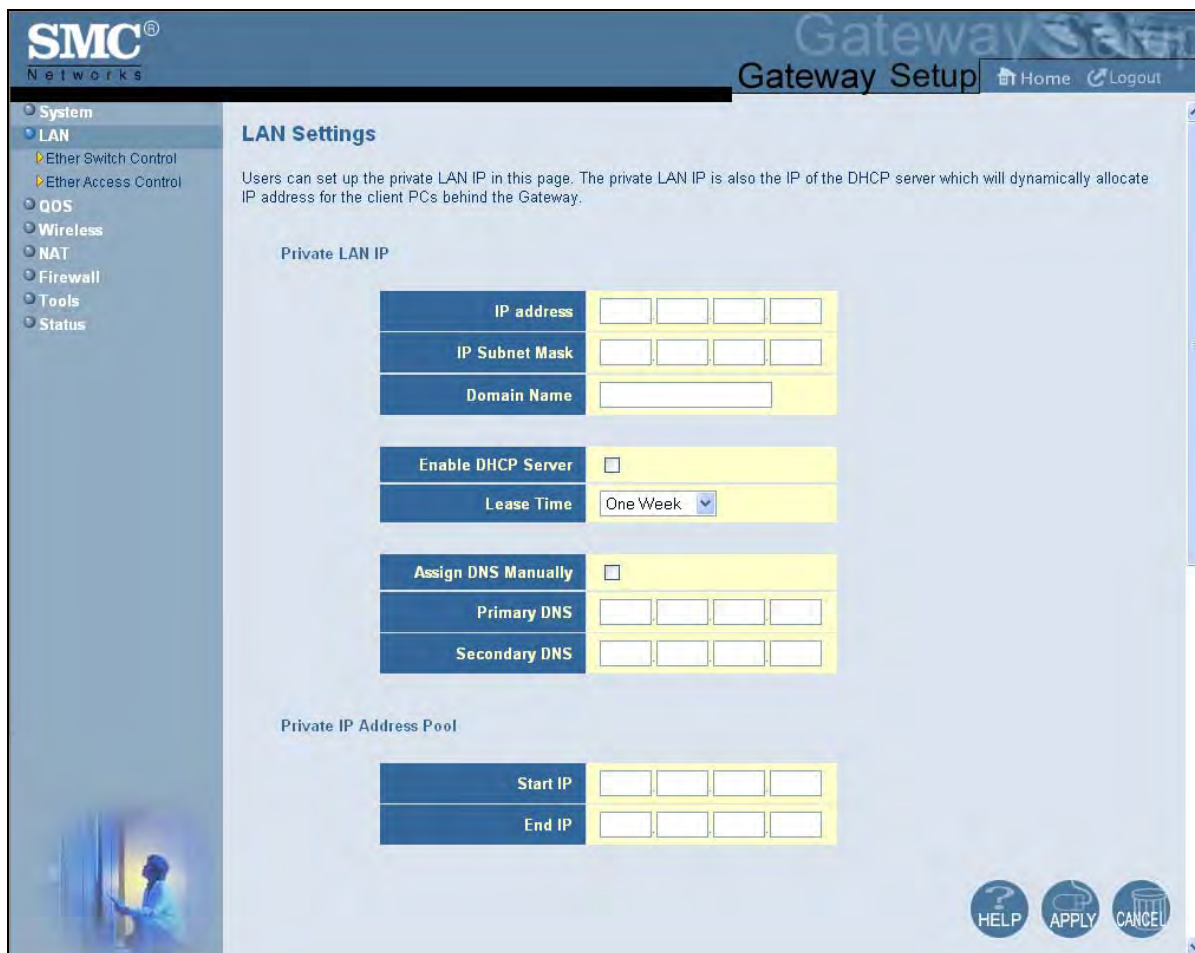 SMC®
Networks
Gateway Setup
Gateway Setup
Home
Logout
System
LAN
Ether Switch Control
Ether Access Control
QOS
Wireless
NAT
Firewall
Tools
Status
LAN Settings
Users can set up the private LAN IP in this page. The private LAN IP is also the IP of the DHCP server which will dynamically allocate
IP address for the client PCs behind the Gateway.
Private LAN IP
IP address
IP Subnet Mask
Domain Name
Enable DHCP Server
Lease Time One Week
Assign DNS Manually
Primary DNS
Secondary DNS
Private IP Address Pool
Start IP
End IP
HELP APPLY CANCEL